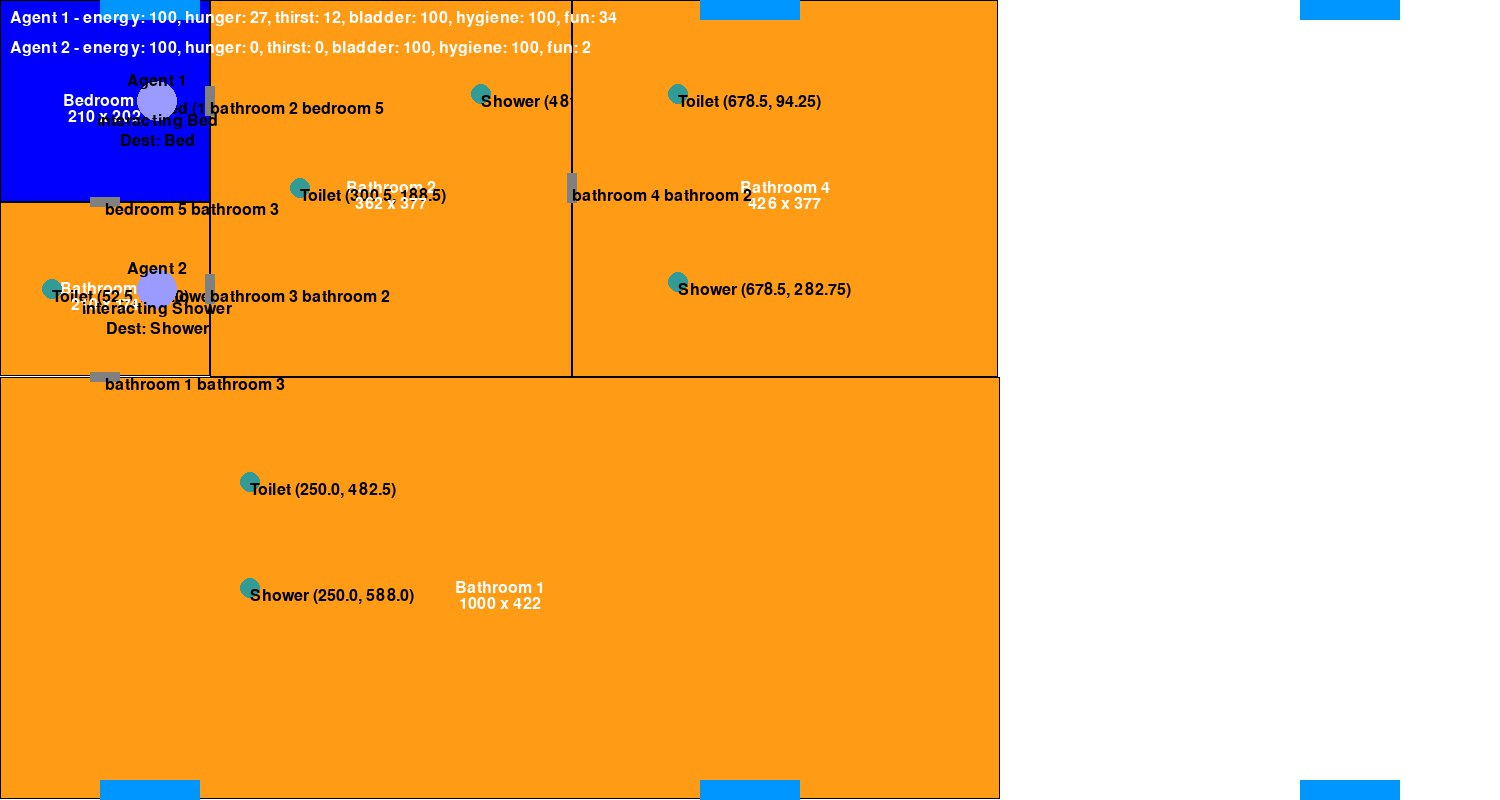 Agent 1 - energy: 100, hunger: 27, thirst: 12, bladder: 100, hygiene: 100, fun: 34
Agent 2 - energy: 100, hunger: 0, thirst: 0, bladder: 100, hygiene: 100, fun: 2
Agent 1
Bedroom
210 x 202
bathroom 2 bedroom 5
interacting Bed
Dest: Bed
Shower (48
Toilet (678.5, 94.25)
Toilet (300.5, 188.5)
Bathroom 2
362 x 377
bathroom 4 bathroom 2
Bathroom 4
426 x 377
bedroom 5 bathroom 3
Agent 2
Bathroom
Toilet (52.5
bathroom 3 bathroom 2
interacting Shower
Dest: Shower
Shower (678.5, 282.75)
bathroom 1 bathroom 3
Toilet (250.0, 482.5)
Shower (250.0, 588.0)
Bathroom 1
1000 x 422